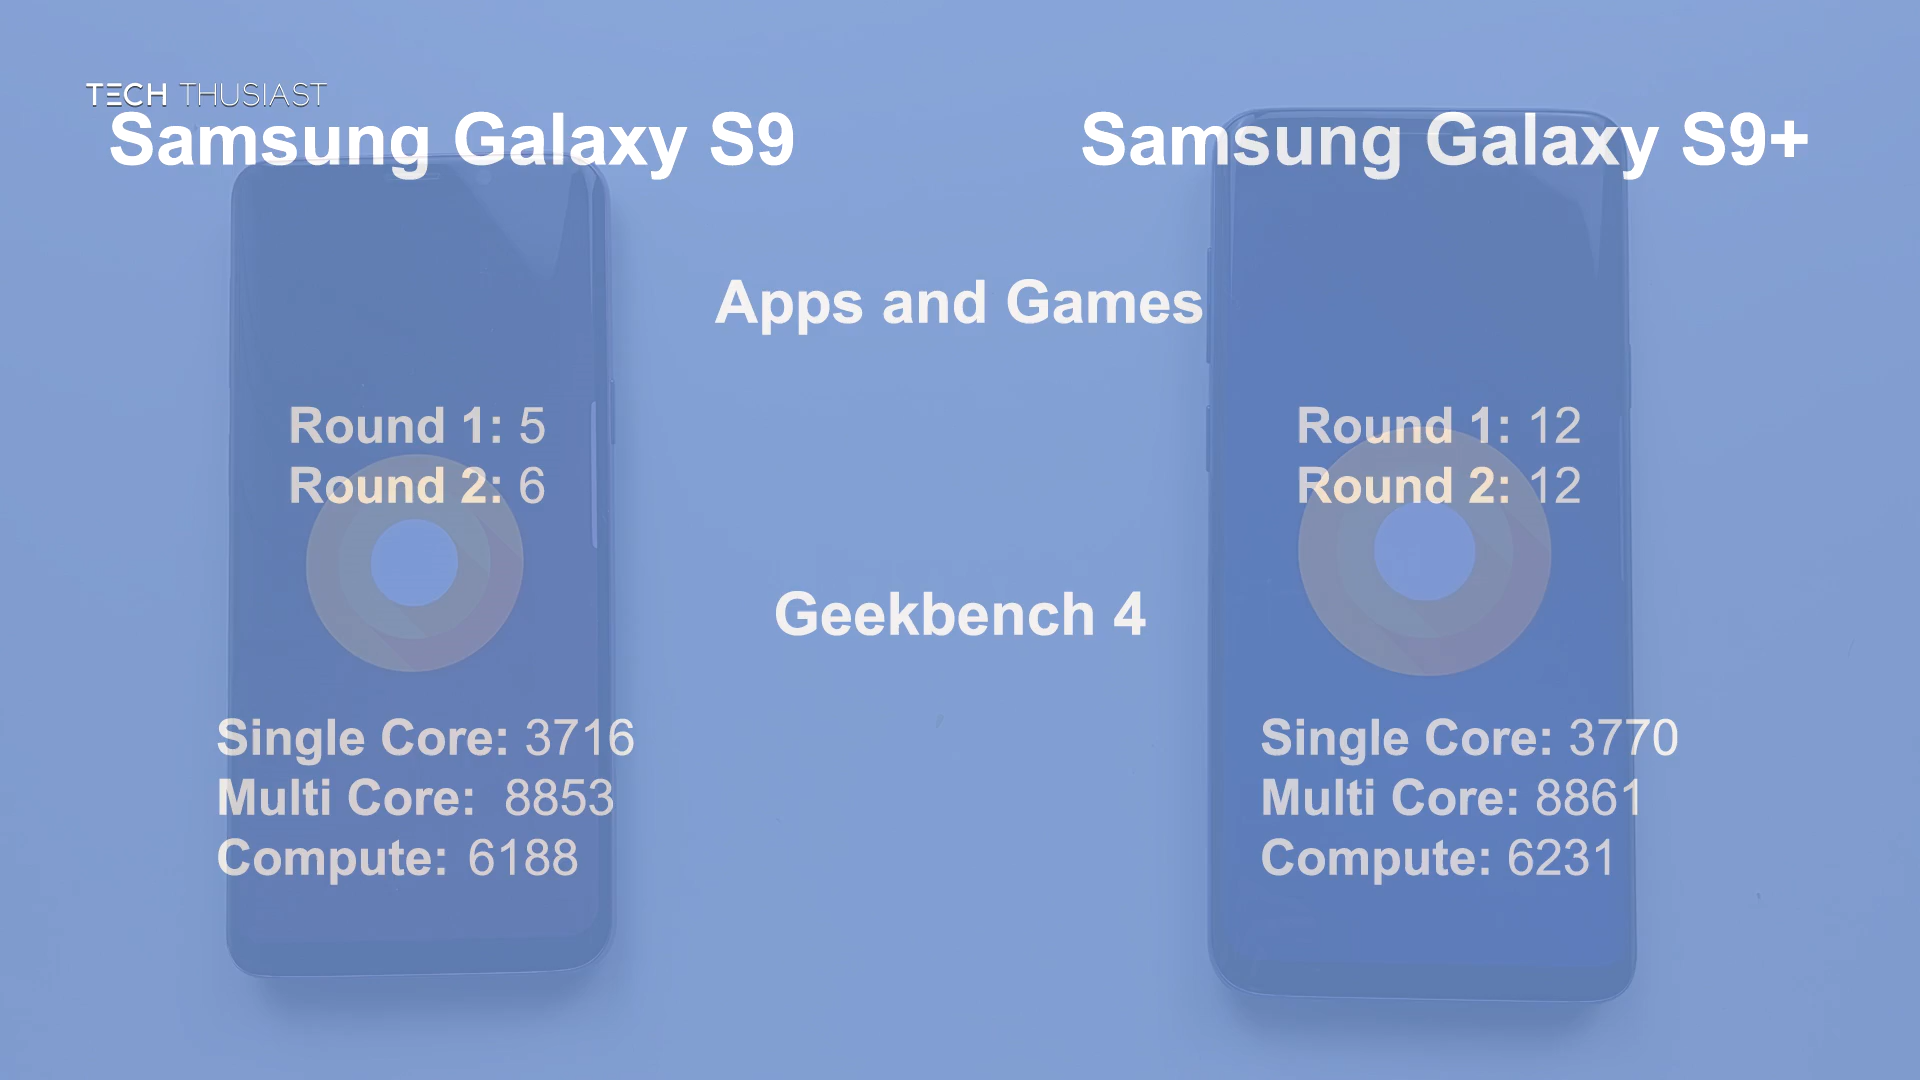 TECH THUSIAST
Samsung Galaxy S9
Samsung Galaxy S9+
Apps and Games
Round 1: 5
Round 2: 6
Round 1: 12
Round 2: 12
Geekbench 4
Single Core: 3716
Multi Core: 8853
Compute: 6188
Single Core: 3770
Multi Core: 8861
Compute: 6231